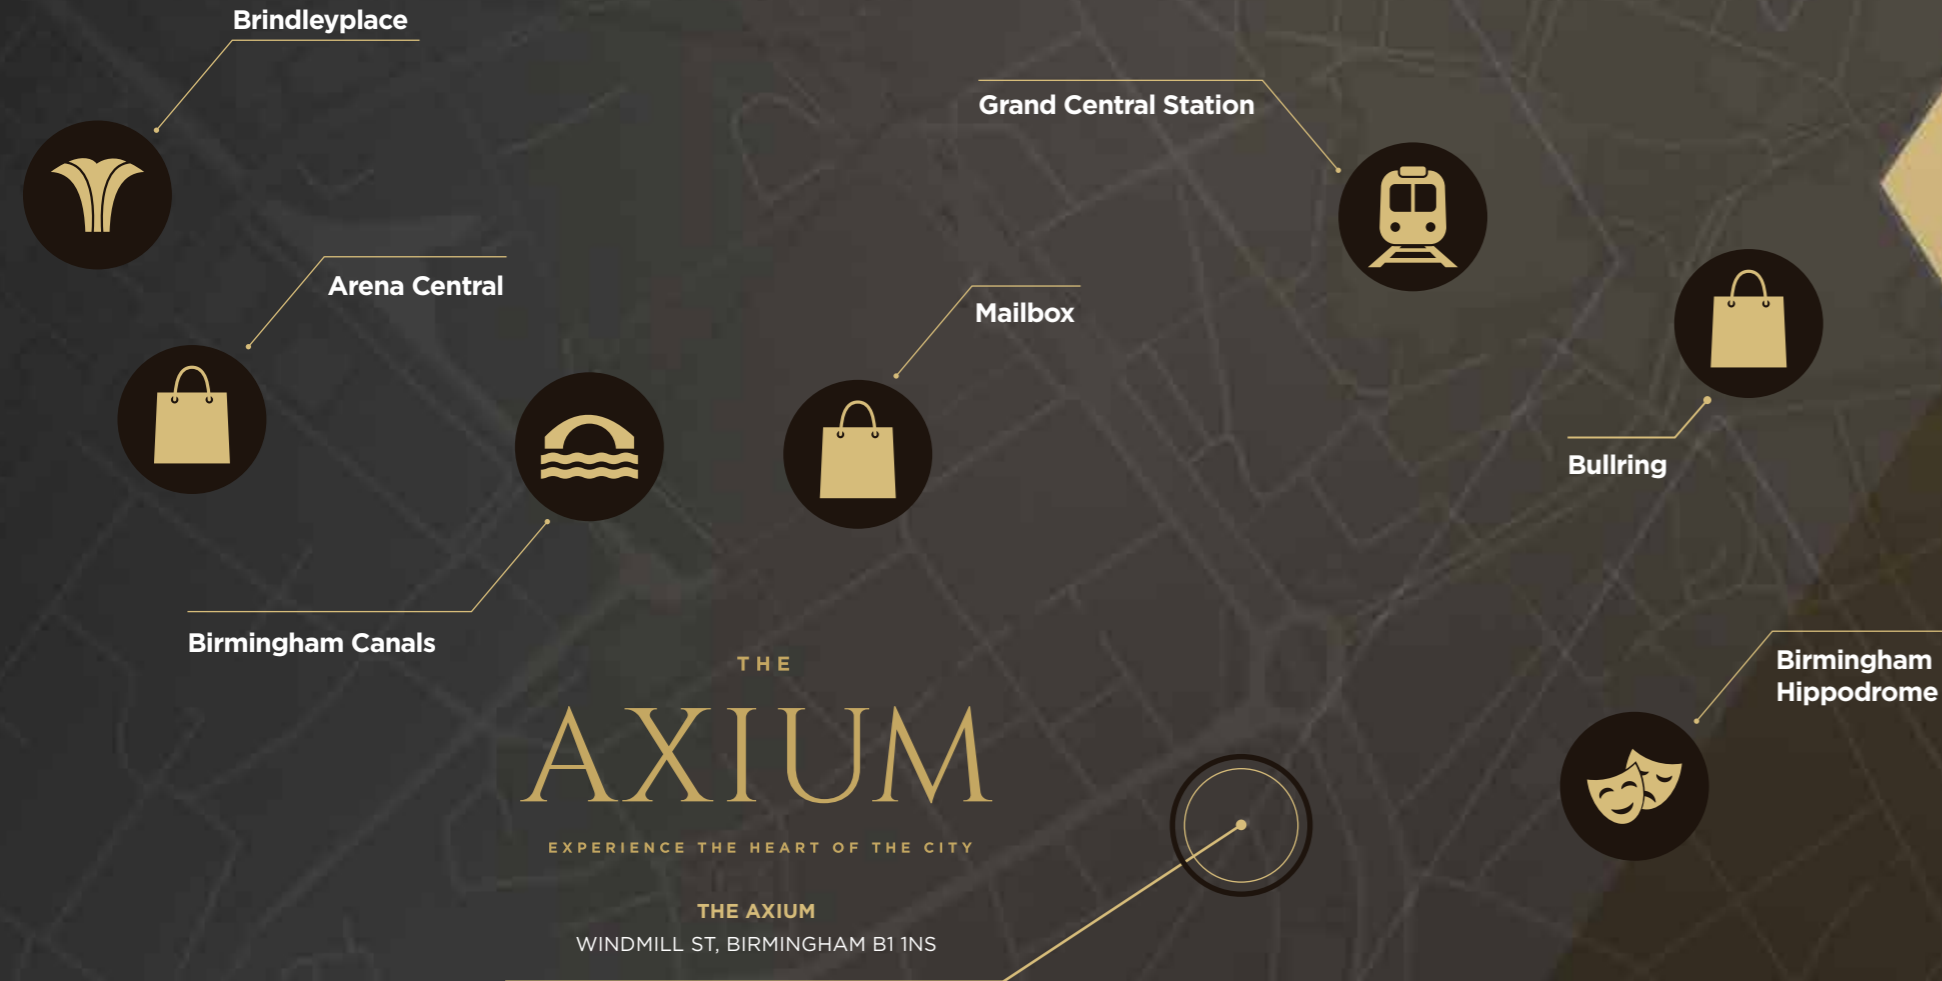 Brindleyplace
Grand Central Station
Arena Central
Mailbox
Bullring
Birmingham Canals
Birmingham
Hippodrome
THE
AXIUM
EXPERIENCE THE HEART OF THE CITY
THE AXIUM
WINDMILL ST, BIRMINGHAM B1 1NS